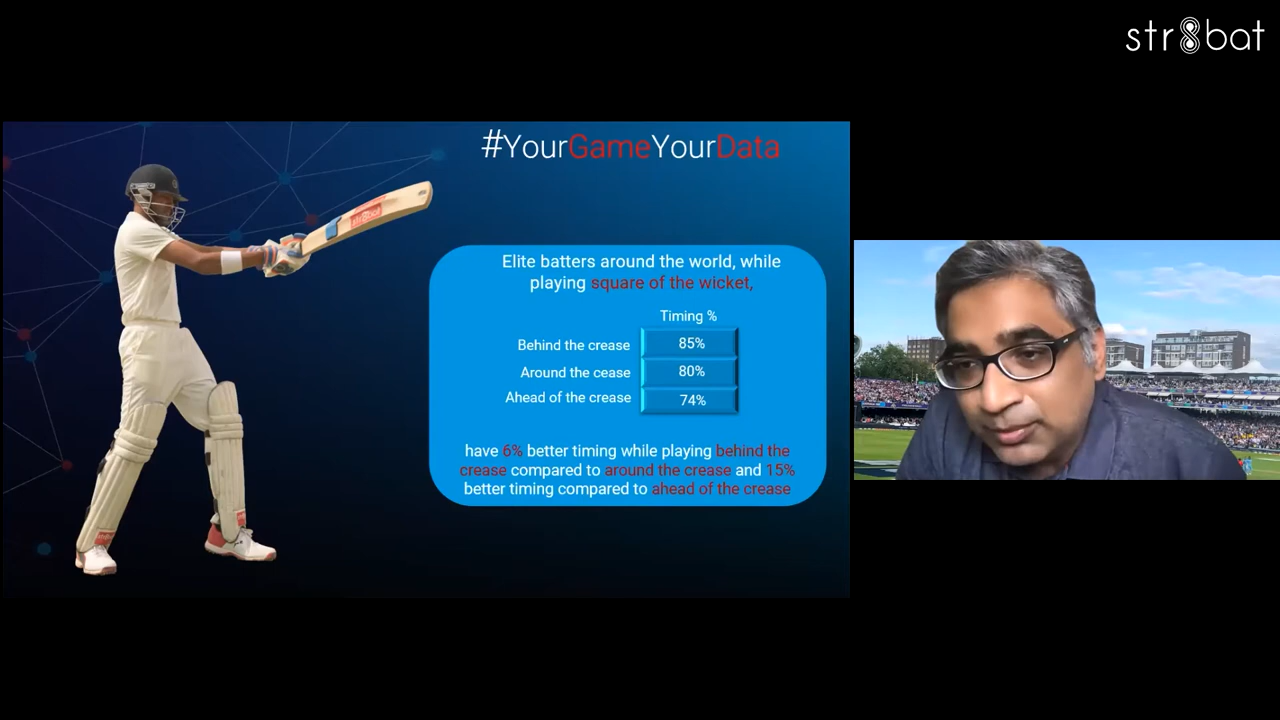 str8bat
#YourGameYourData
str8bat
Elite batters around the world, while
playing square of the wicket,
Timing %
Behind the crease 85%
Around the cease 80%
Ahead of the crease 74%
have 6% better timing while playing behind the
crease compared to around the crease and 15%
better timing compared to ahead of the crease